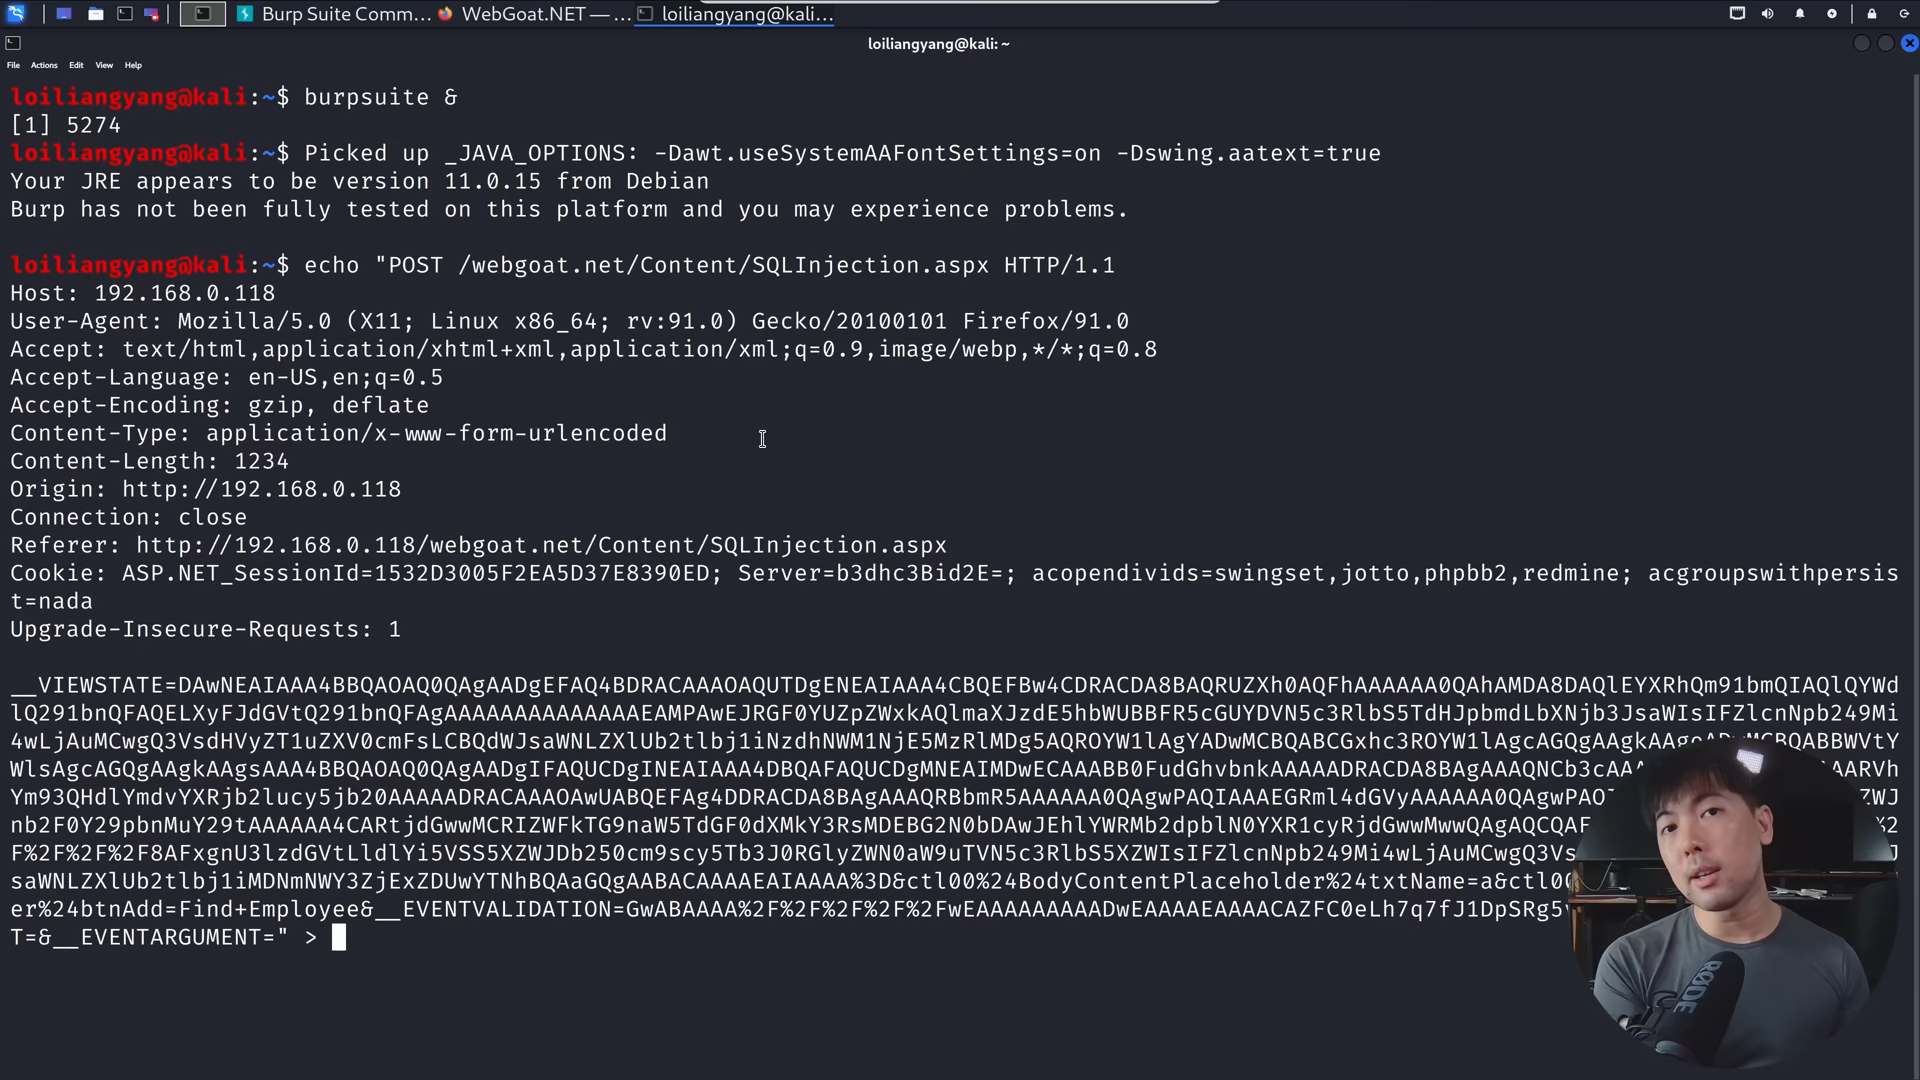 Burp Suite Comm...
WebGoat.NET — ...
loiliangyang@kali...
loiliangyang@kali: ~
File Actions Edit View Help
loiliangyang@kali:~$ burpsuite &
[1] 5274
loiliangyang@kali:~$ Picked up _JAVA_OPTIONS: -Dawt.useSystemAAFontSettings=on -Dswing.aatext=true
Your JRE appears to be version 11.0.15 from Debian
Burp has not been fully tested on this platform and you may experience problems.
loiliangyang@kali:~$ echo "POST /webgoat.net/Content/SQLInjection.aspx HTTP/1.1
Host: 192.168.0.118
User-Agent: Mozilla/5.0 (X11; Linux x86_64; rv:91.0) Gecko/20100101 Firefox/91.0
Accept: text/html,application/xhtml+xml,application/xml;q=0.9,image/webp,*/*;q=0.8
Accept-Language: en-US,en;q=0.5
Accept-Encoding: gzip, deflate
Content-Type: application/x-www-form-urlencoded
Content-Length: 1234
Origin: http://192.168.0.118
Connection: close
Referer: http://192.168.0.118/webgoat.net/Content/SQLInjection.aspx
Cookie: ASP.NET_SessionId=1532D3005F2EA5D37E8390ED; Server=b3dhc3Bid2E=; acopendivids=swingset,jotto,phpbb2,redmine; acgroupswithpersis
t=nada
Upgrade-Insecure-Requests: 1
__VIEWSTATE=DAwNEAIAAA4BBQAOAQ0QAgAADgEFAQ4BDRACAAAOAQUTDgENEAIAAA4CBQEFBw4CDRACDA8BAQRUZXh0AQFhAAAAAA0QAhAMDA8DAQlEYXRhQm91bmQIAQlQYWd
lQ291bnQFAQELXyFJdGVtQ291bnQFAgAAAAAAAAAAAAAAEAMPAwEJRGF0YUZpZWxkAQlmaXJzdE5hbWUBBFR5cGUYDVN5c3RlbS5TdHJpbmdLbXNjb3JsaWIsIFZlcnNpb249Mi
4wLjAuMCwgQ3VsdHVyZT1uZXV0cmFsLCBQdWJsaWNLZXlUb2tlbj1iNzdhNWM1NjE5MzRlMDg5AQROYW1lAgYADwMCBQABCGxhc3ROYW1lAgcAGQgAAgkAAg
WlsAgcAGQgAAgkAAgsAAA4BBQAOAQ0QAgAADgIFAQUCDgINEAIAAA4DBQAFAQUCDgMNEAIMDwECAAABB0FudGhvbnkAAAAADRACDA8BAgAAAQNCb3cAA
Ym93QHdlYmdvYXRjb2lucy5jb20AAAAADRACAAAOAwUABQEFAg4DDRACDA8BAgAAAQRBbmR5AAAAAA0QAgwPAQIAAAEGRml4dGVyAAAAAA0QAgwPAO
nb2F0Y29pbnMuY29tAAAAAA4CARtjdGwwMCRIZWFkTG9naW5TdGF0dXMkY3RsMDEBG2N0bDAwJEhlYWRMb2dpblN0YXR1cyRjdGwwMwwQAgAQCQAF
F%2F%2F%2F8AFxgnU3lzdGVtLldlYi5VSS5XZWJDb250cm9scy5Tb3J0RGlyZWN0aW9uTVN5c3RlbS5XZWIsIFZlcnNpb249Mi4wLjAuMCwgQ3Vs
saWNLZXlUb2tlbj1iMDNmNWY3ZjExZDUwYTNhBQAaGQgAABACAAAAEAIAAAA%3D&ctl00%24BodyContentPlaceholder%24txtName=a&ctl0
er%24btnAdd=Find+Employee&__EVENTVALIDATION=GwABAAAA%2F%2F%2F%2F%2FwEAAAAAAAAADwEAAAAEAAAACAZFC0eLh7q7fJ1DpSRg5
T=&__EVENTARGUMENT=" >
RØDE